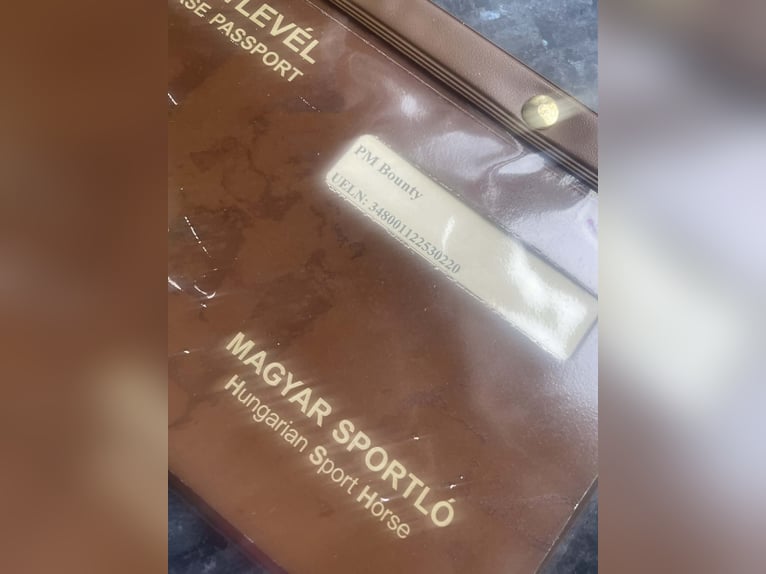 LEVÉL
SE PASSPORT
PM Bounty
UELN: 348001122530220
MAGYAR SPORTLÓ
Hungarian Sport Horse